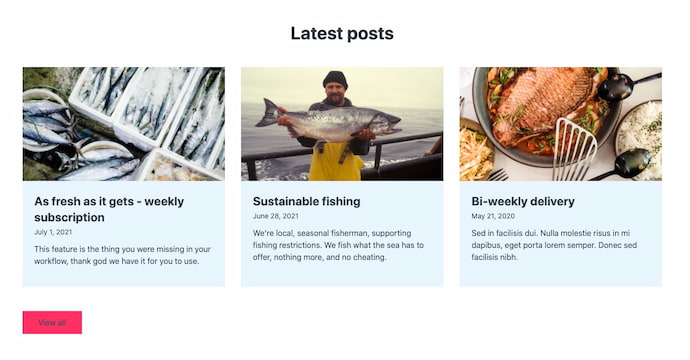 Latest posts
As fresh as it gets - weekly
subscription
July 1, 2021
This feature is the thing you were missing in your
workflow, thank god we have it for you to use.
Sustainable fishing
June 28, 2021
We're local, seasonal fisherman, supporting
fishing restrictions. We fish what the sea has to
offer, nothing more, and no cheating.
Bi-weekly delivery
May 21, 2020
Sed in facilisis dui. Nulla molestie risus in mi
dapibus, eget porta lorem semper. Donec sed
facilisis nibh.
View all